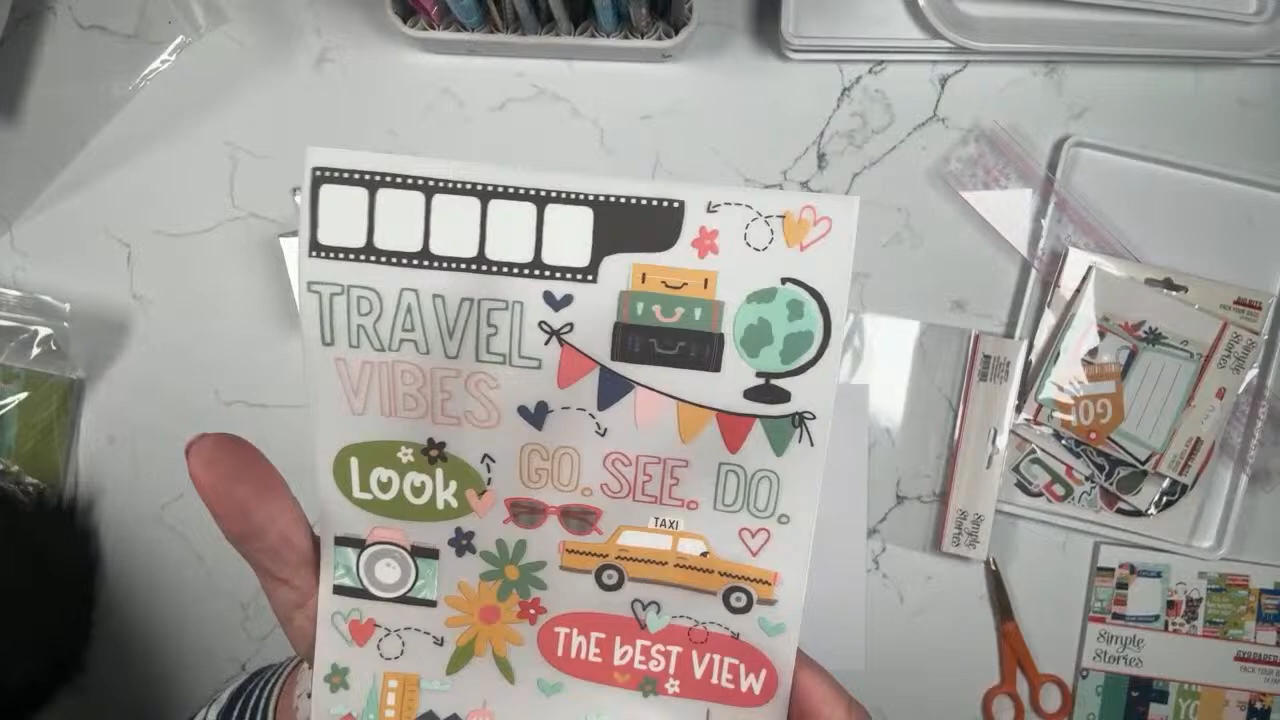 TRAVEL
VIBES
Look
GO. SEE. DO.
TAXI
THE bEST VIEW
GO!
Simple
Stories
Simple
Stories
Simple
Stories